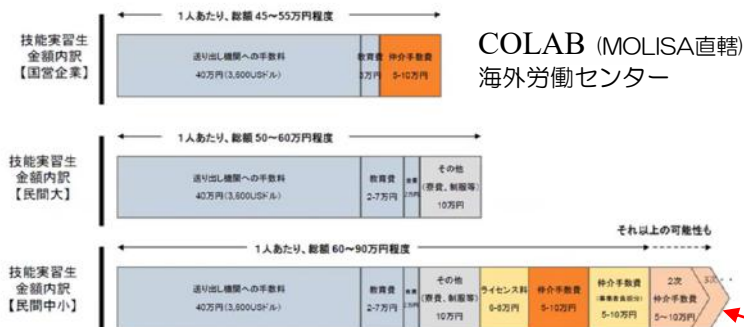 1人あたり、総額 45~55万円程度
技能実習生
金額内訳
【国営企業】
送り出し機関への手数料
40万円(3,600USドル)
教育費
仲介手数費
5-10万円
COLAB (MOLISA直轄)
海外労働センター
1人あたり、総額 50~60万円程度
技能実習生
金額内訳
【民間大】
送り出し機関への手数料
40万円(3,600USドル)
教育費
2-7万円
その他
(寮費、制服等)
10万円
それ以上の可能性も
1人あたり、総額 60~90万円程度
技能実習生
金額内訳
【民間中小】
送り出し機関への手数料
40万円(3,600USドル)
教育費
2-7万円
その他
(寮費、制服等)
10万円
ライセンス料
仲介手数費
5-10万円
仲介手数費
5-10万円
2次
仲介手数費
5~10万円